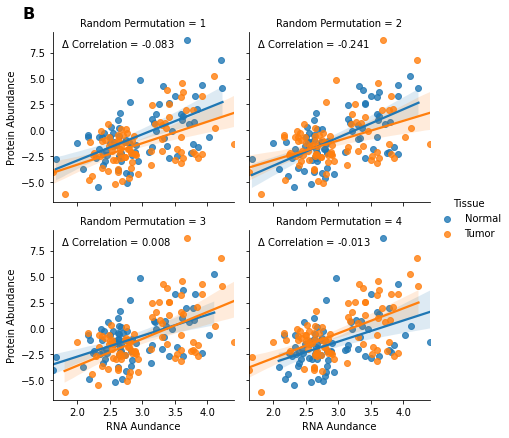 B
Random Permutation = 1
Random Permutation = 2
Δ Correlation = -0.083
Δ Correlation = -0.241
Protein Abundance
7.5
5.0
2.5
0.0
−2.5
−5.0
Random Permutation = 3
Random Permutation = 4
Δ Correlation = 0.008
Δ Correlation = -0.013
Protein Abundance
7.5
5.0
2.5
0.0
−2.5
−5.0
2.0 2.5 3.0 3.5 4.0
2.0 2.5 3.0 3.5 4.0
RNA Aundance
RNA Aundance
Tissue
Normal
Tumor